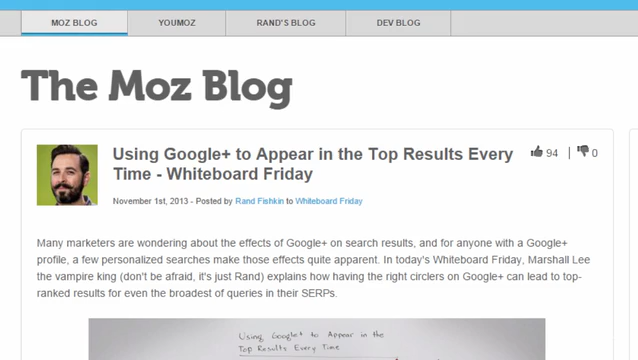 MOZ BLOG YOUMOZ RAND'S BLOG DEV BLOG
The Moz Blog
Using Google+ to Appear in the Top Results Every
Time - Whiteboard Friday
94 | 0
November 1st, 2013 - Posted by Rand Fishkin to Whiteboard Friday
Many marketers are wondering about the effects of Google+ on search results, and for anyone with a Google+
profile, a few personalized searches make those effects quite apparent. In today's Whiteboard Friday, Marshall Lee
the vampire king (don't be afraid, it's just Rand) explains how having the right circlers on Google+ can lead to top-
ranked results for even the broadest of queries in their SERPs.
Using Google+ to Appear in the
Top Results Every Time